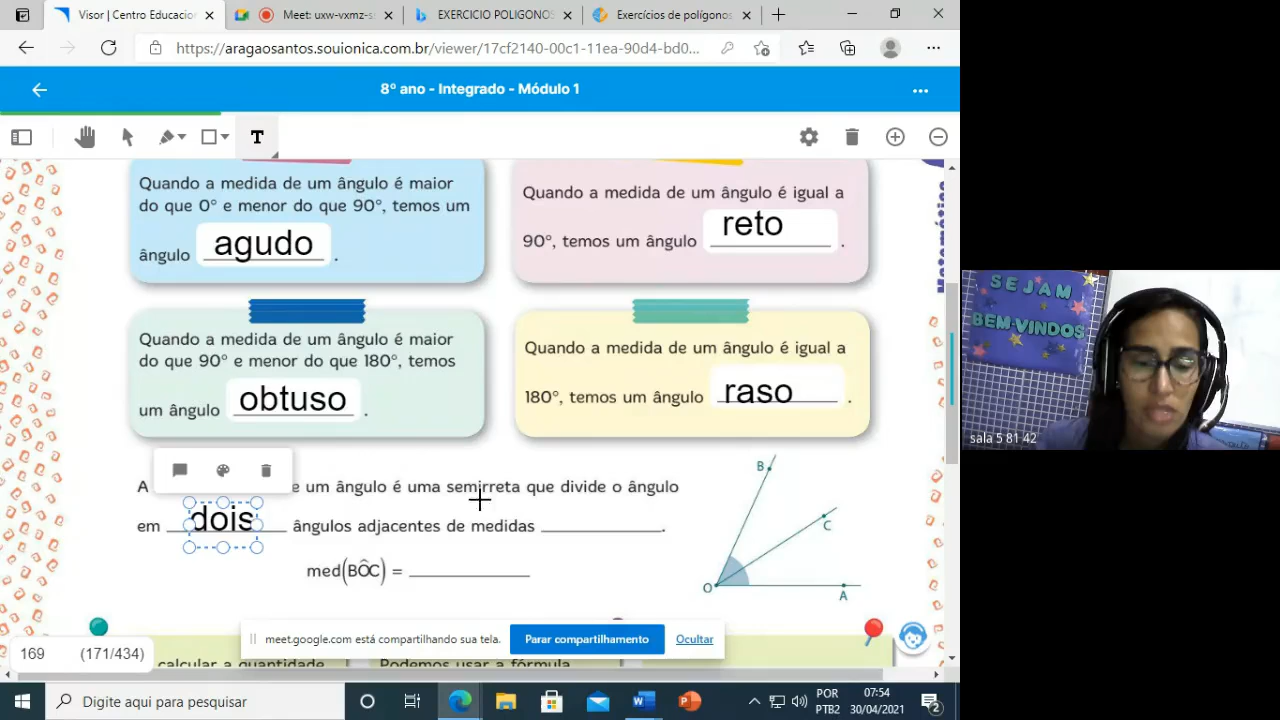 Visor | Centro Educacio
Meet: uxw-vxmz-s
EXERCICIO POLIGONOS
Exercícios de polígonos
https://aragaosantos.souionica.com.br/viewer/17cf2140-00c1-11ea-90d4-bd0...
8º ano - Integrado - Módulo 1
T
Quando a medida de um ângulo é maior
do que 0° e menor do que 90°, temos um
ângulo agudo .
Quando a medida de um ângulo é igual a
90°, temos um ângulo reto .
Quando a medida de um ângulo é maior
do que 90° e menor do que 180°, temos
um ângulo obtuso .
Quando a medida de um ângulo é igual a
180°, temos um ângulo raso .
A e um ângulo é uma semirreta que divide o ângulo
em dois ângulos adjacentes de medidas ____________.
med(BÔC) = ____________
B
C
O
A
meet.google.com está compartilhando sua tela.
Parar compartilhamento
Ocultar
169 (171/434)
calcular a quantidade
Podemos usar a fórmula
Digite aqui para pesquisar
POR
PTB2
07:54
30/04/2021
2
SEJAM
BEM-VINDOS
sala 5 81 42